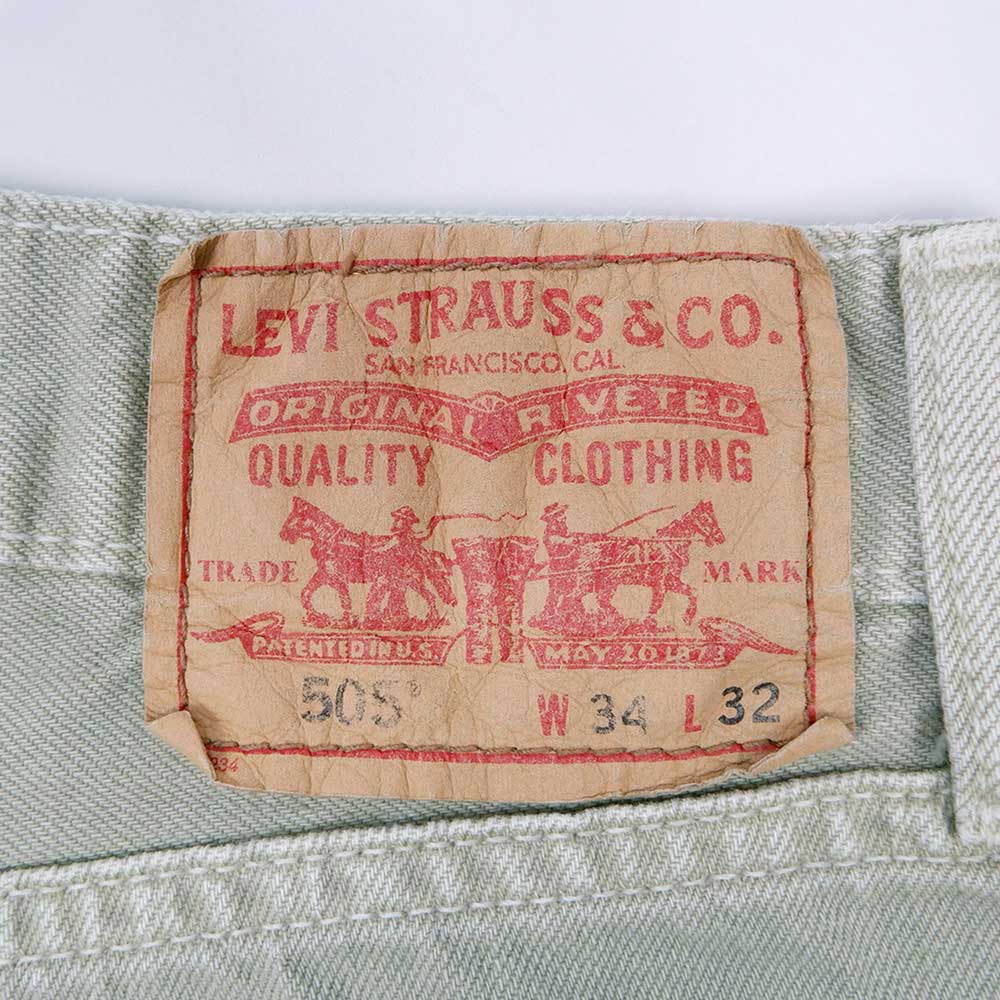 LEVI STRAUSS & CO.
SAN FRANCISCO, CAL.
ORIGINAL RIVETED
QUALITY CLOTHING
TRADE MARK
PATENTED IN U.S. MAY 20 1873
505® W 34 L 32
334